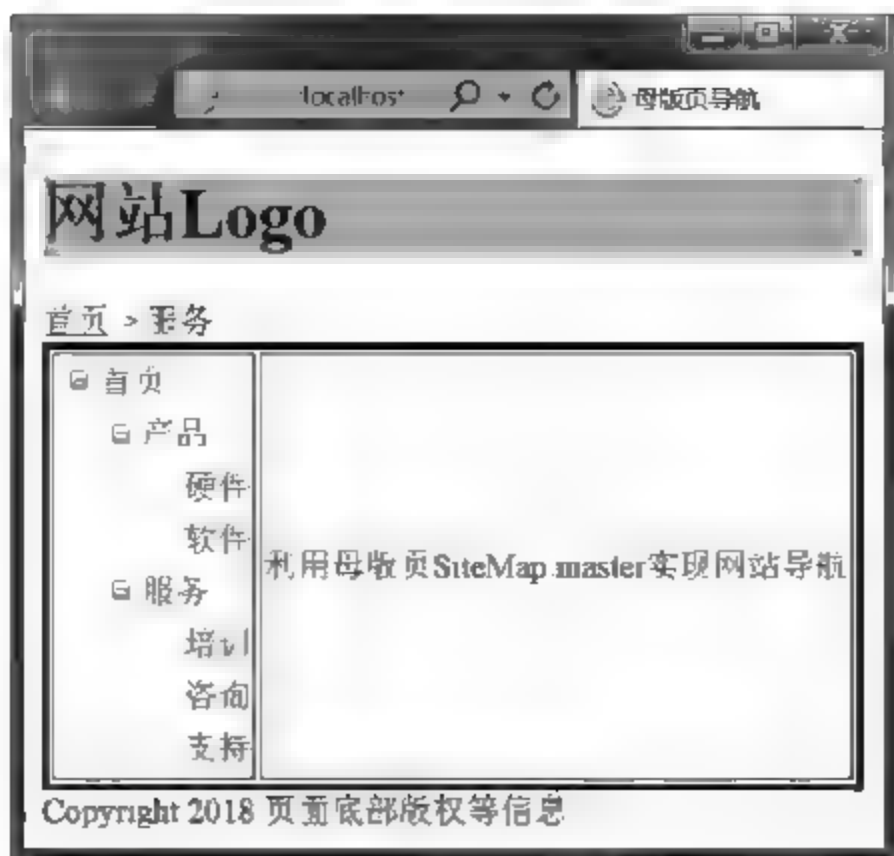 localhost
母版页导航
网站Logo
首页 > 服务
首页
产品
硬件
软件
服务
培训
咨询
支持
利用母版页SiteMap.master实现网站导航
Copyright 2018 页面底部版权等信息